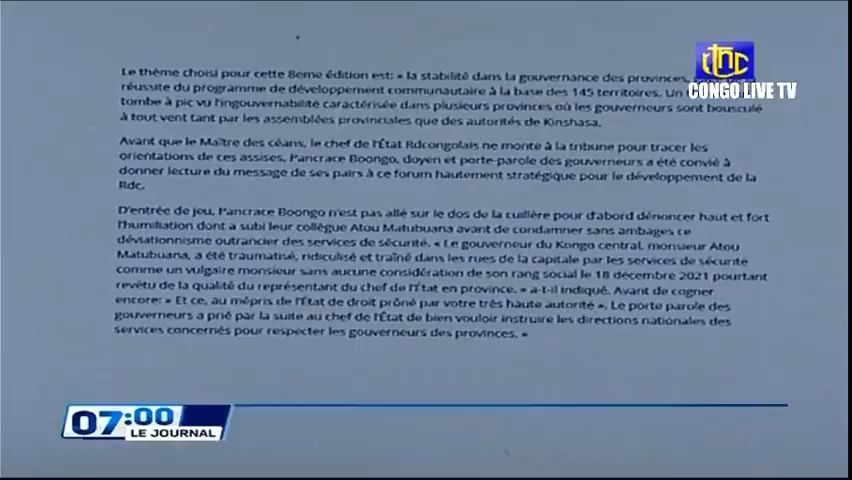 Le thème choisi pour cette 8eme édition est: « la stabilité dans la gouvernance des provinces,
réussite du programme de développement communautaire à la base des 145 territoires. Un
tombe à pic vu l'ingouvernabilité caractérisée dans plusieurs provinces où les gouverneurs sont bousculé
à tout vent tant par les assemblées provinciales que des autorités de Kinshasa.
Avant que le Maître des céans, le chef de l'État Rdcongolais ne monte à la tribune pour tracer les
orientations de ces assises, Pancrace Boongo, doyen et porte-parole des gouverneurs a été convié à
donner lecture du message de ses pairs à ce forum hautement stratégique pour le développement de la
Rdc.
D'entrée de jeu, Pancrace Boongo n'est pas allé sur le dos de la cuillère pour d'abord dénoncer haut et fort
l'humiliation dont a subi leur collègue Atou Matubuana avant de condamner sans ambages ce
déviationnisme outrancier des services de sécurité. « Le gouverneur du Kongo central, monsieur Atou
Matubuana, a été traumatisé, ridiculisé et traîné dans les rues de la capitale par les services de sécurité
comme un vulgaire monsieur sans aucune considération de son rang social le 18 décembre 2021 pourtant
revêtu de la qualité du représentant du chef de l'État en province. » a-t-il indiqué. Avant de cogner
encore: » Et ce, au mépris de l'État de droit prôné par votre très haute autorité ». Le porte parole des
gouverneurs a prié par la suite au chef de l'État de bien vouloir instruire les directions nationales des
services concernés pour respecter les gouverneurs des provinces. »
CONGO LIVE TV
07:00
LE JOURNAL